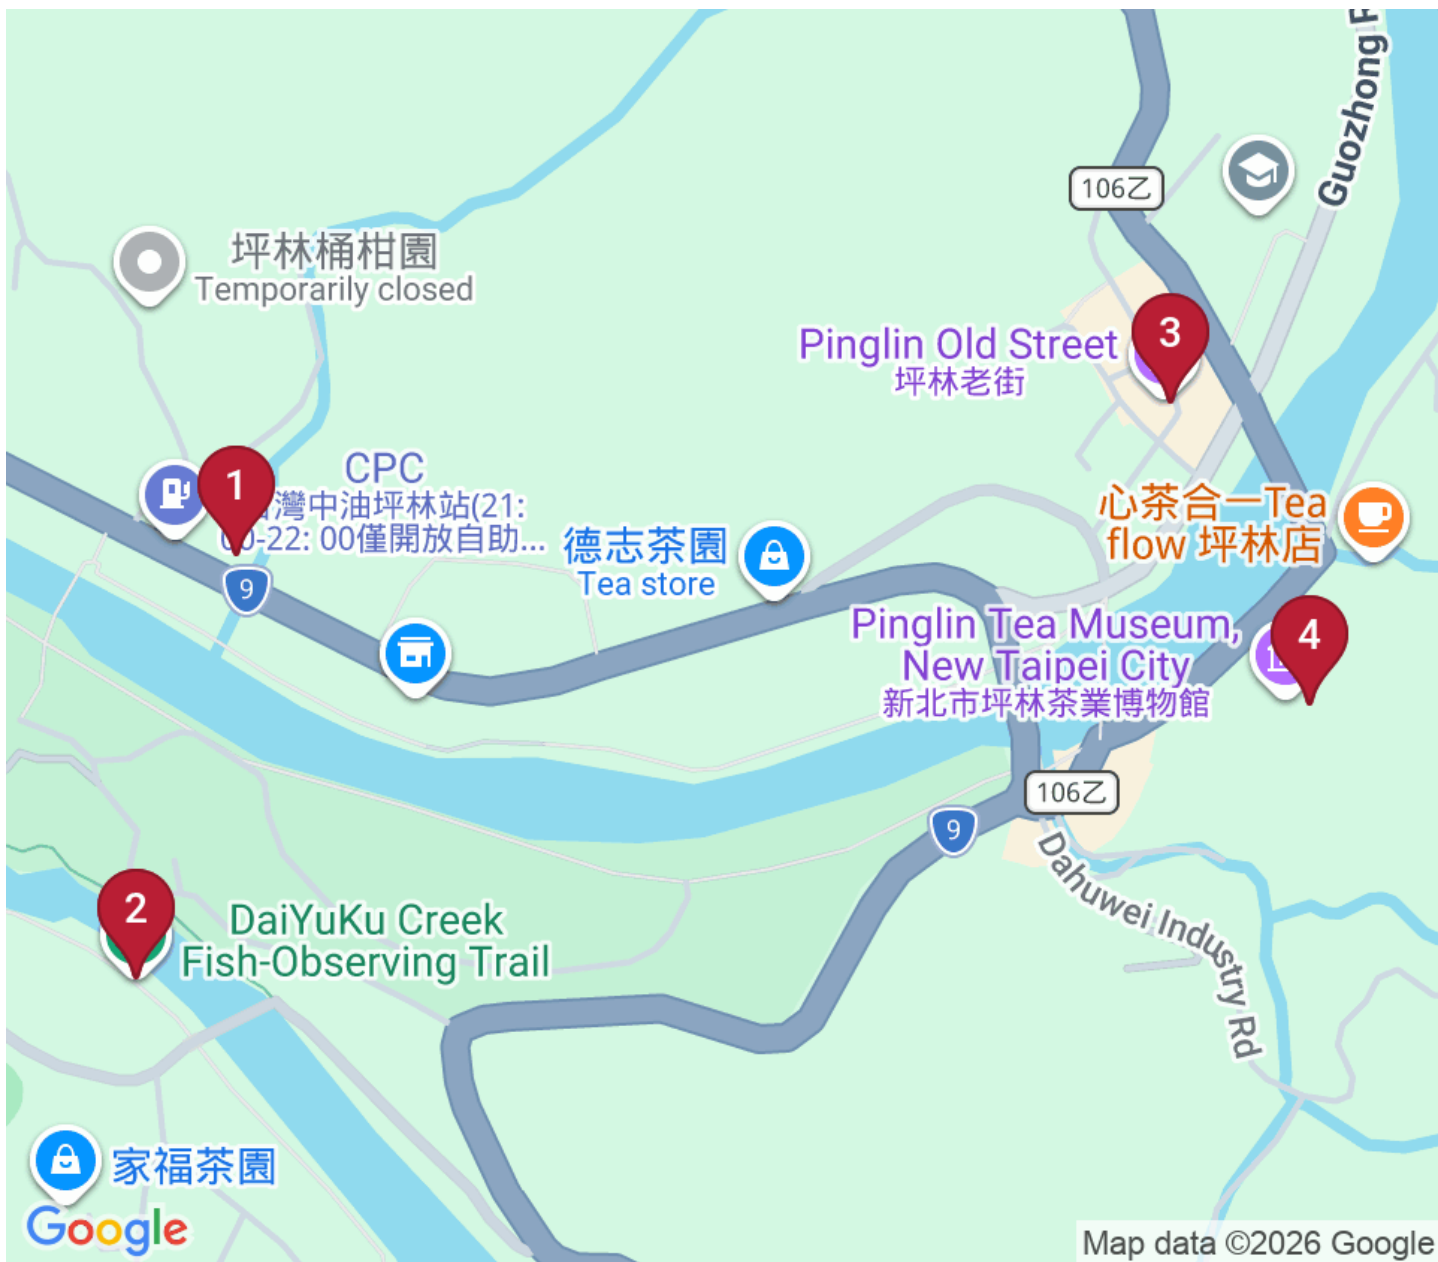 Guozhong
106乙
坪林桶柑園
Temporarily closed
3
Pinglin Old Street
坪林老街
1
CPC
灣中油坪林站(21:
00-22: 00僅開放自助...
心茶合一Tea
flow 坪林店
德志茶園
Tea store
9
Pinglin Tea Museum,
New Taipei City
新北市坪林茶業博物館
4
106乙
9
Dahuwei Industry Rd
2
DaiYuKu Creek
Fish-Observing Trail
家福茶園
Google
Map data ©2026 Google